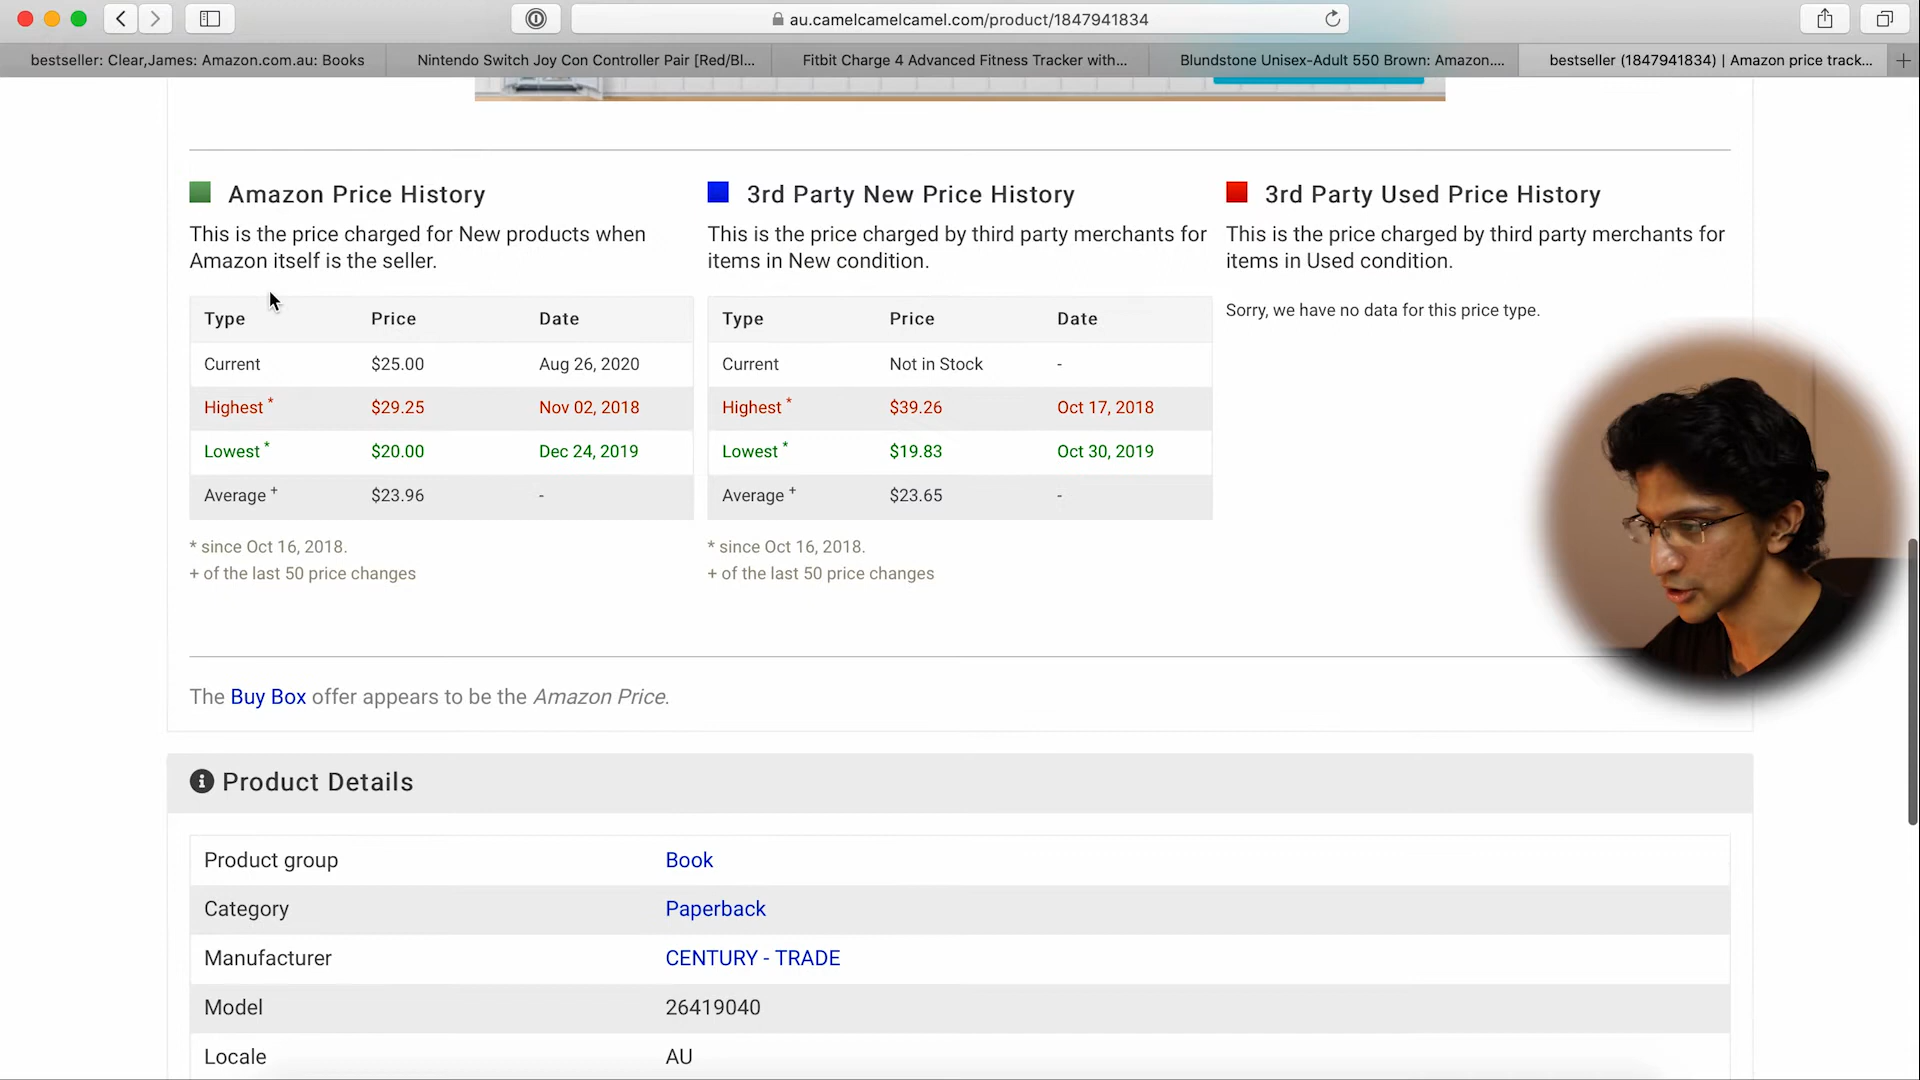 au.camelcamelcamel.com/product/1847941834
bestseller: Clear,James: Amazon.com.au: Books
Nintendo Switch Joy Con Controller Pair [Red/Bl...
Fitbit Charge 4 Advanced Fitness Tracker with...
Blundstone Unisex-Adult 550 Brown: Amazon....
bestseller (1847941834) | Amazon price track...
Amazon Price History
This is the price charged for New products when
Amazon itself is the seller.
Type Price Date
Current $25.00 Aug 26, 2020
Highest * $29.25 Nov 02, 2018
Lowest * $20.00 Dec 24, 2019
Average + $23.96 -
* since Oct 16, 2018.
+ of the last 50 price changes
3rd Party New Price History
This is the price charged by third party merchants for
items in New condition.
Type Price Date
Current Not in Stock -
Highest * $39.26 Oct 17, 2018
Lowest * $19.83 Oct 30, 2019
Average + $23.65 -
* since Oct 16, 2018.
+ of the last 50 price changes
3rd Party Used Price History
This is the price charged by third party merchants for
items in Used condition.
Sorry, we have no data for this price type.
The Buy Box offer appears to be the Amazon Price.
Product Details
Product group Book
Category Paperback
Manufacturer CENTURY - TRADE
Model 26419040
Locale AU